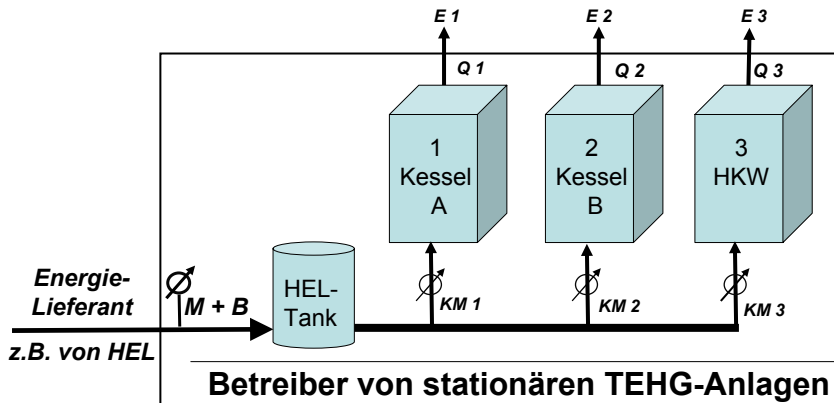 E 1
E 2
E 3
Q 1
Q 2
Q 3
1
Kessel
A
2
Kessel
B
3
HKW
Energie-
Lieferant
M + B
HEL-
Tank
KM 1
KM 2
KM 3
z.B. von HEL
Betreiber von stationären TEHG-Anlagen